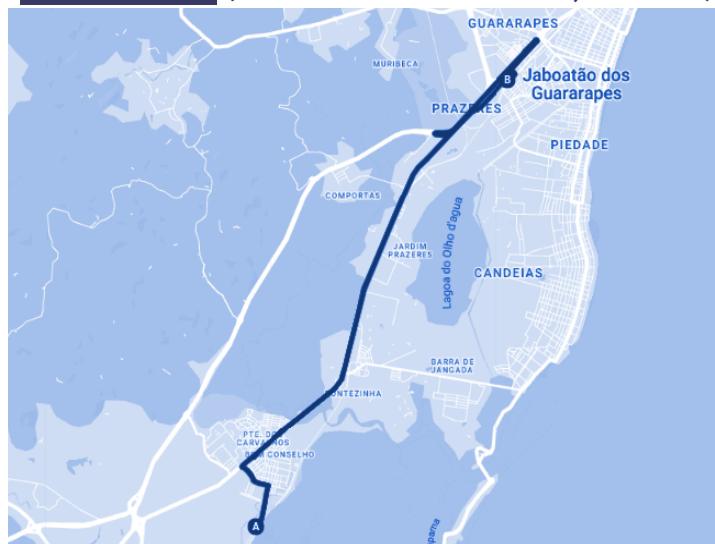 GUARARAPES
MURIBECA
B
Jaboatão dos
Guararapes
PRAZERES
PIEDADE
COMPORTAS
Lagoa do Olho d'agua
JARDIM
PRAZERES
CANDEIAS
BARRA DE
JANGADA
PONTEZINHA
PTE. DOS
CARVALHOS
BOM CONSELHO
A